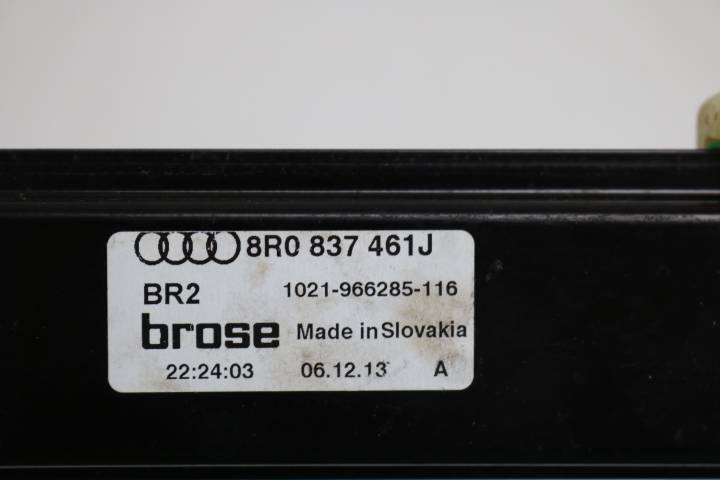 8R0 837 461J
BR2 1021-966285-116
brose Made in Slovakia
22:24:03 06.12.13 A